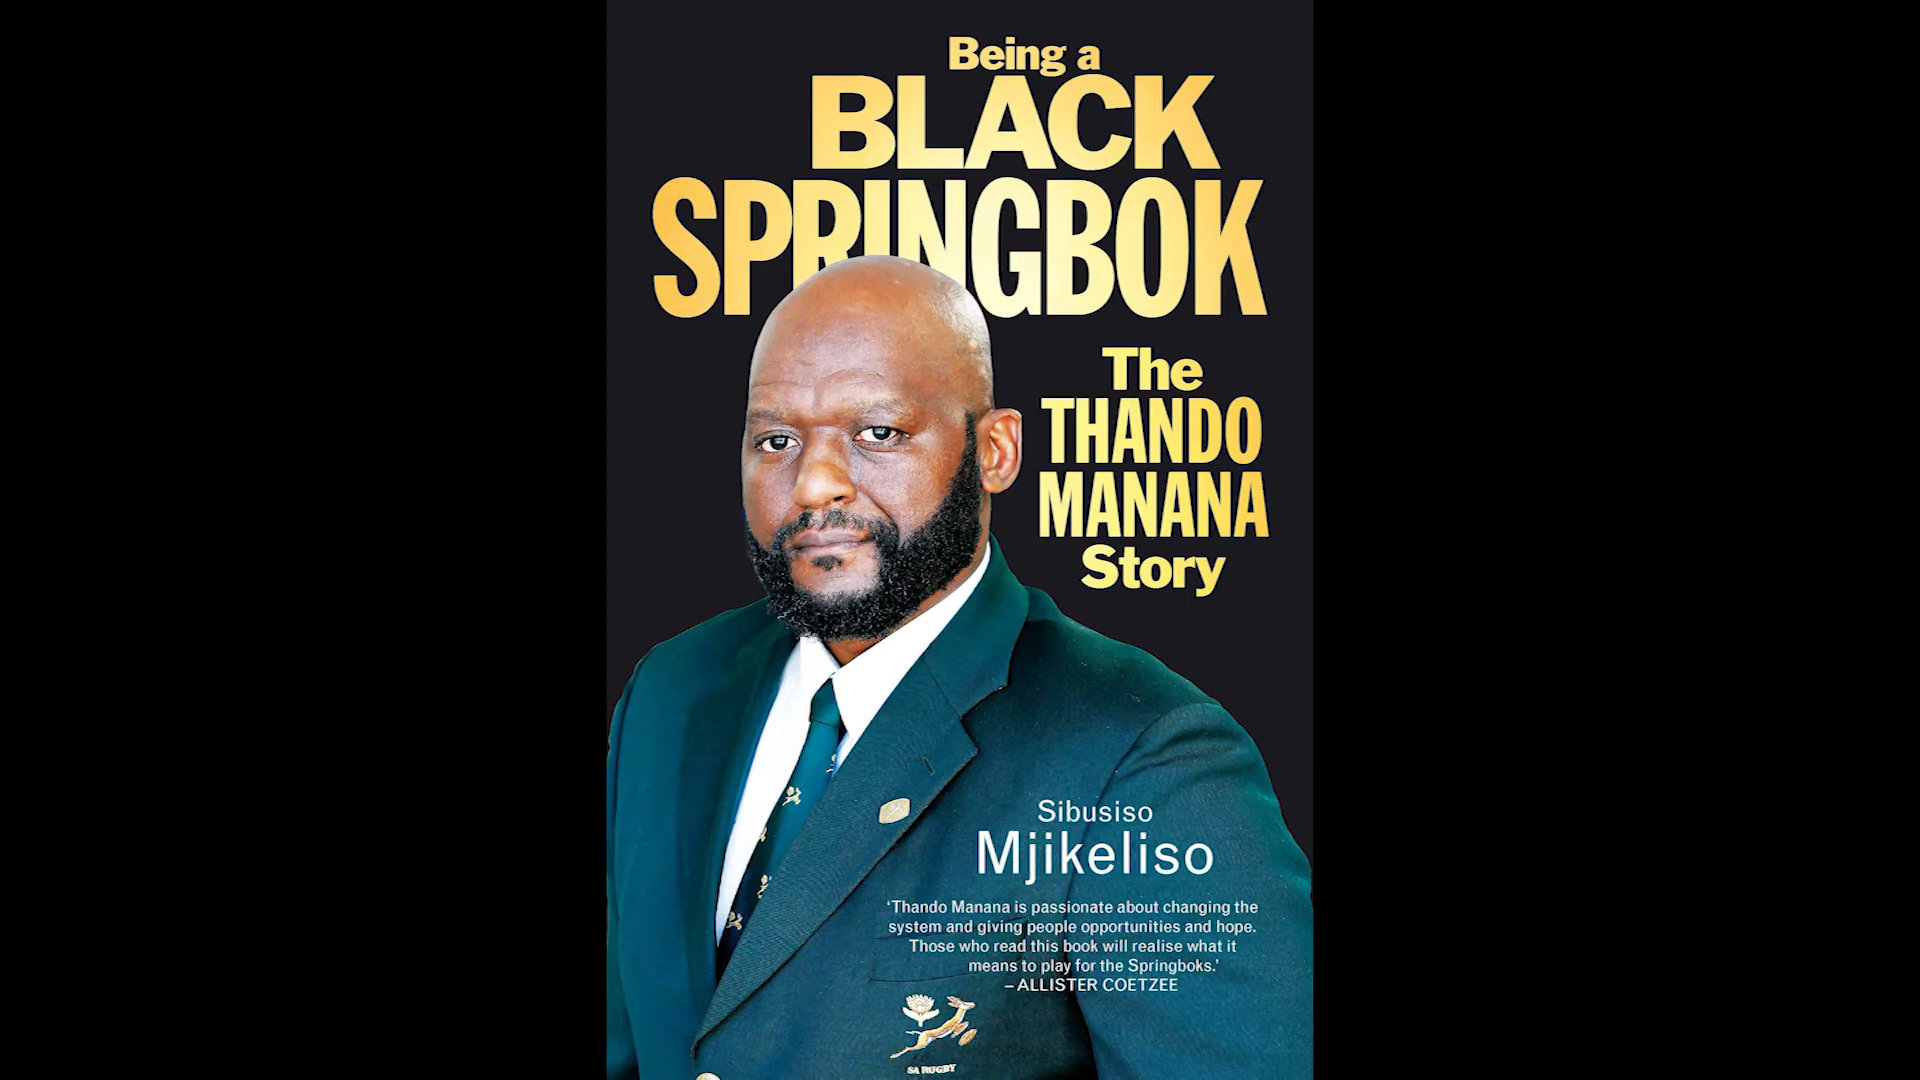 Being a
BLACK
SPRINGBOK
The
THANDO
MANANA
Story
Sibusiso
Mjikeliso
‘Thando Manana is passionate about changing the
system and giving people opportunities and hope.
Those who read this book will realise what it
means to play for the Springboks.’
– ALLISTER COETZEE
SA RUGBY